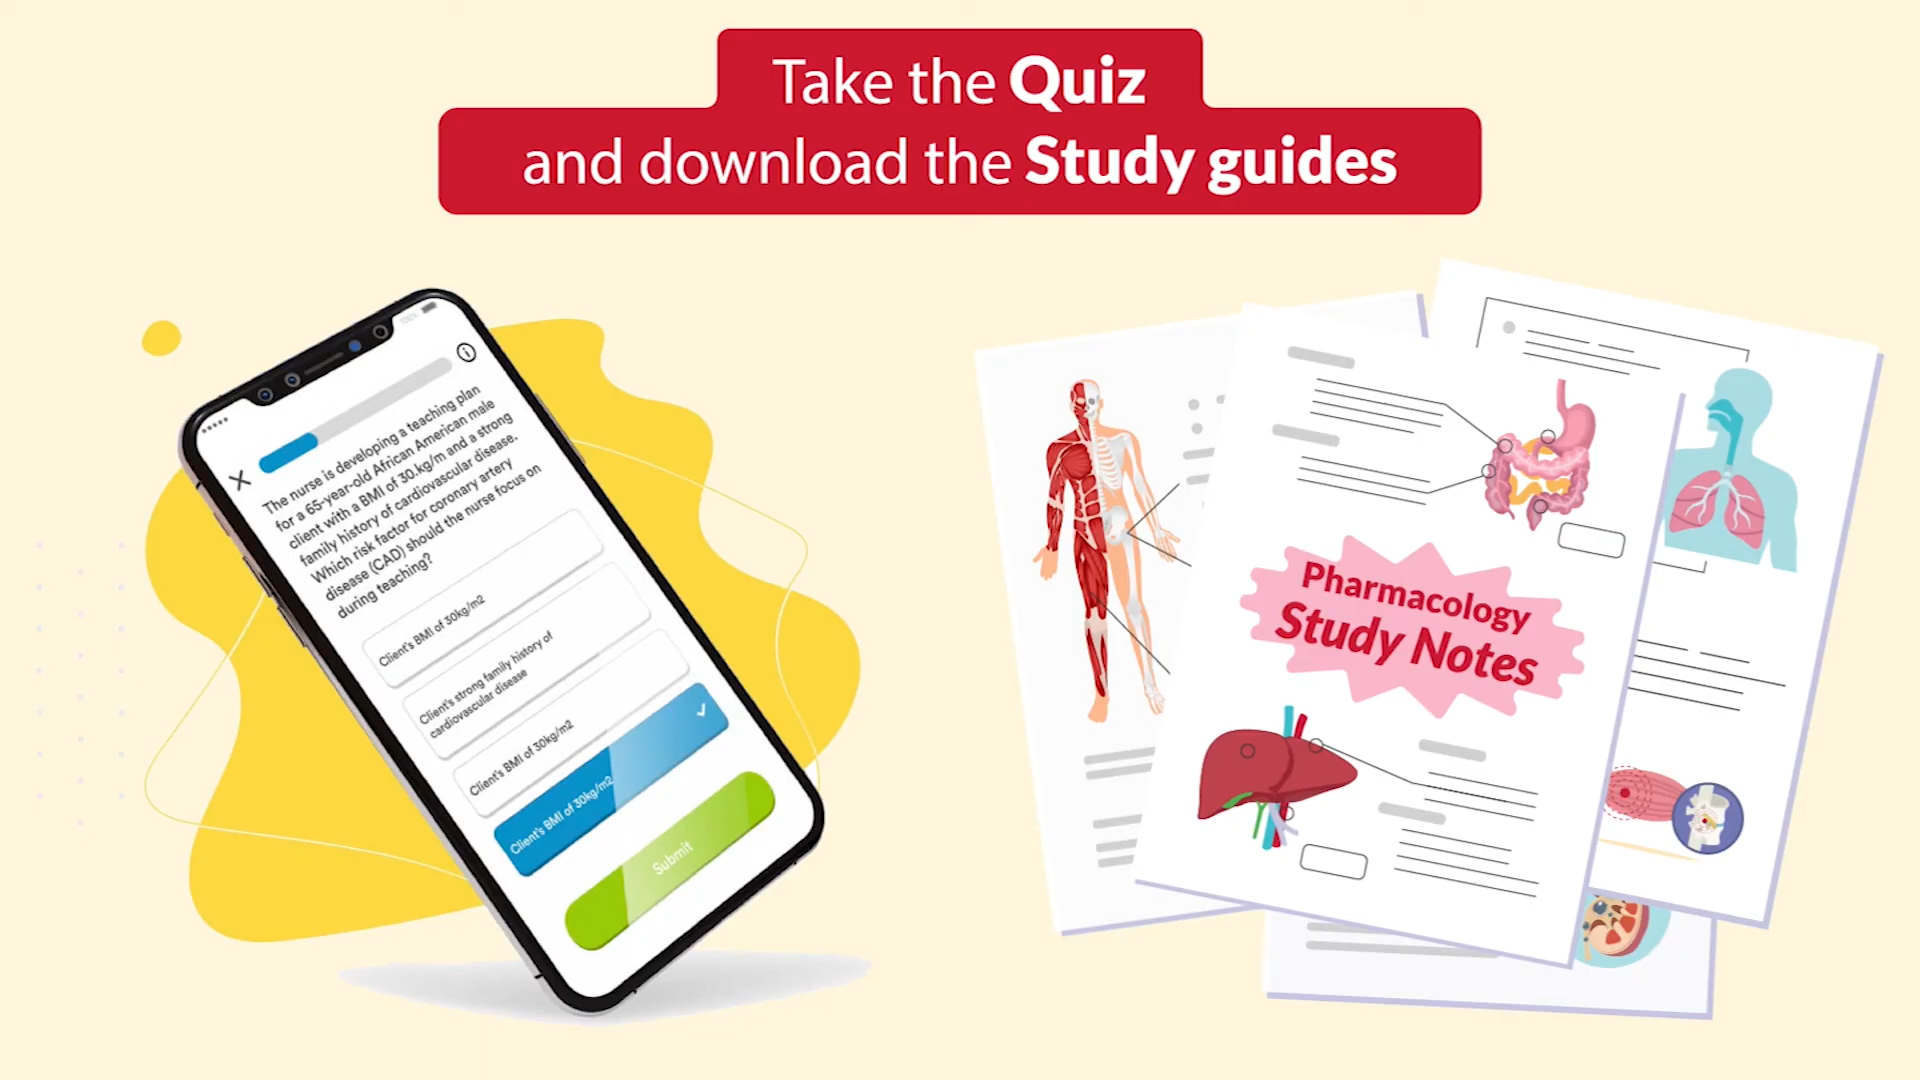 Take the Quiz
and download the Study guides
The nurse is developing a teaching plan
for a 65-year-old African American male
client with a BMI of 30.kg/m and a strong
family history of cardiovascular disease.
Which risk factor for coronary artery
disease (CAD) should the nurse focus on
during teaching?
Client's BMI of 30kg/m2
Client's strong family history of
cardiovascular disease
Client's BMI of 30kg/m2
Client's BMI of 30kg/m2
Submit
Pharmacology
Study Notes